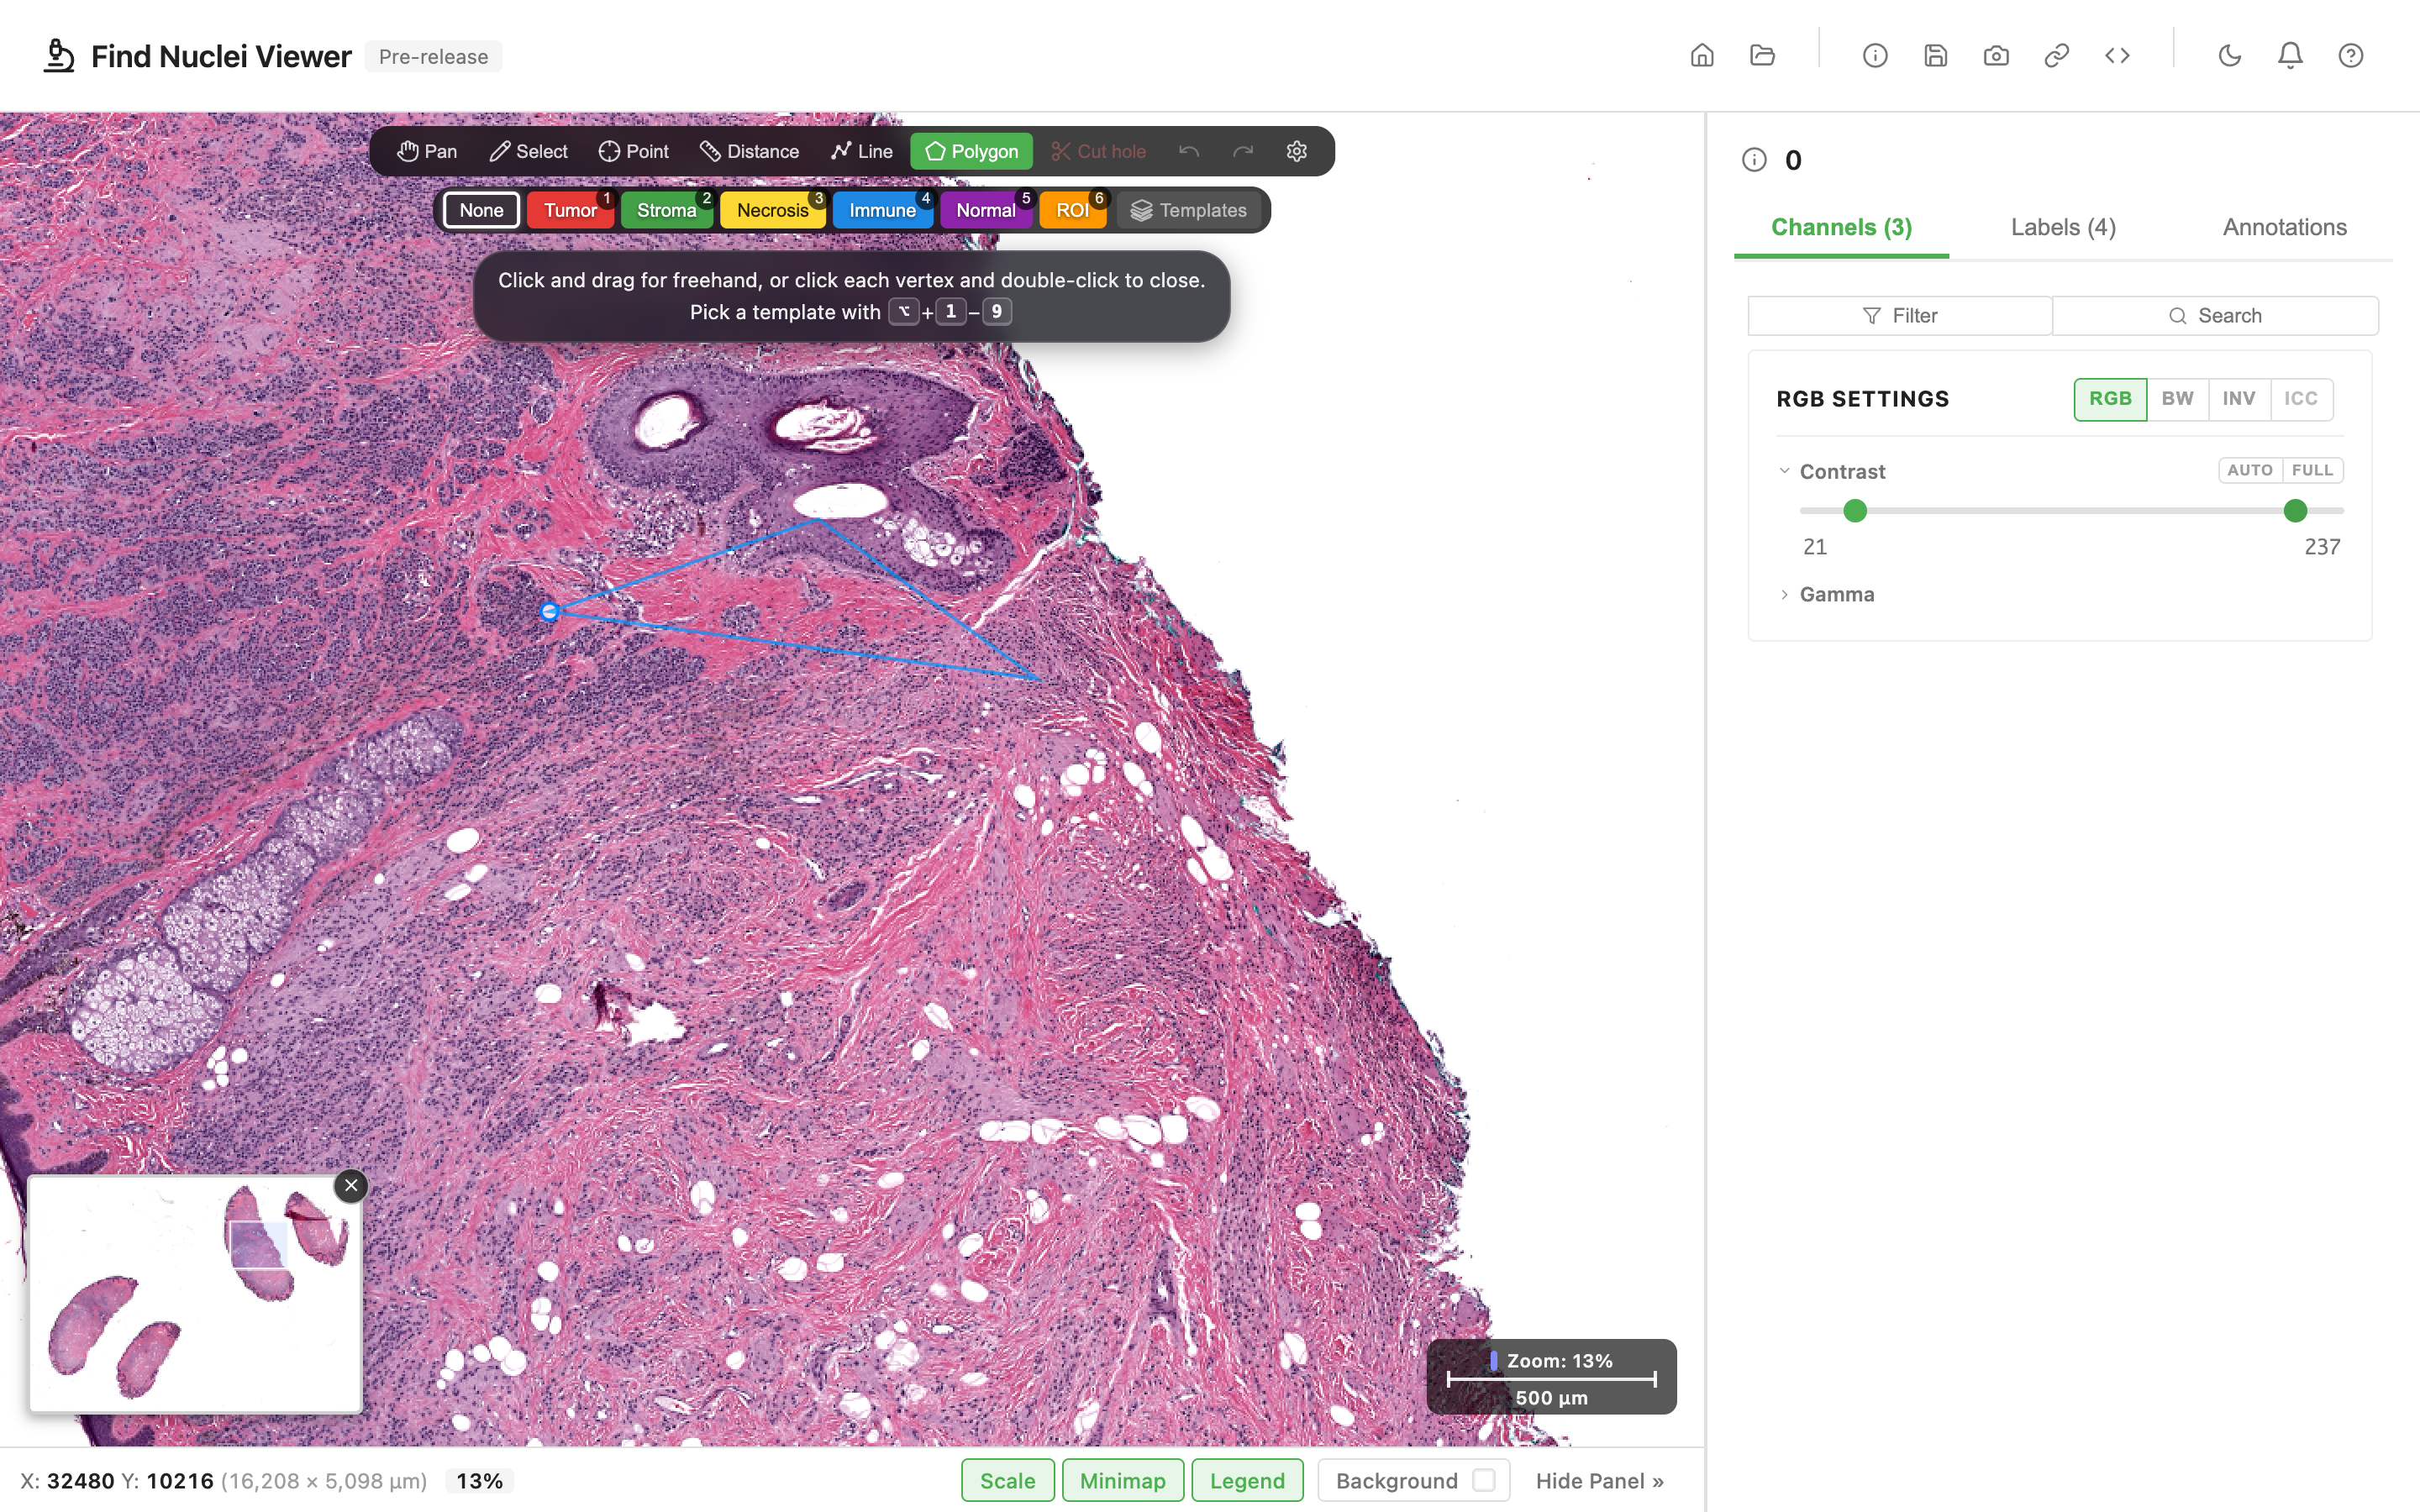 Find Nuclei Viewer Pre-release
Pan Select Point Distance Line Polygon Cut hole
None Tumor 1 Stroma 2 Necrosis 3 Immune 4 Normal 5 ROI 6 Templates
Click and drag for freehand, or click each vertex and double-click to close.
Pick a template with ⌥ + 1 – 9
0
Channels (3) Labels (4) Annotations
Filter Search
RGB SETTINGS RGB BW INV ICC
Contrast AUTO FULL
21 237
Gamma
Zoom: 13%
500 µm
X: 32480 Y: 10216 (16,208 × 5,098 µm) 13%
Scale Minimap Legend Background Hide Panel »